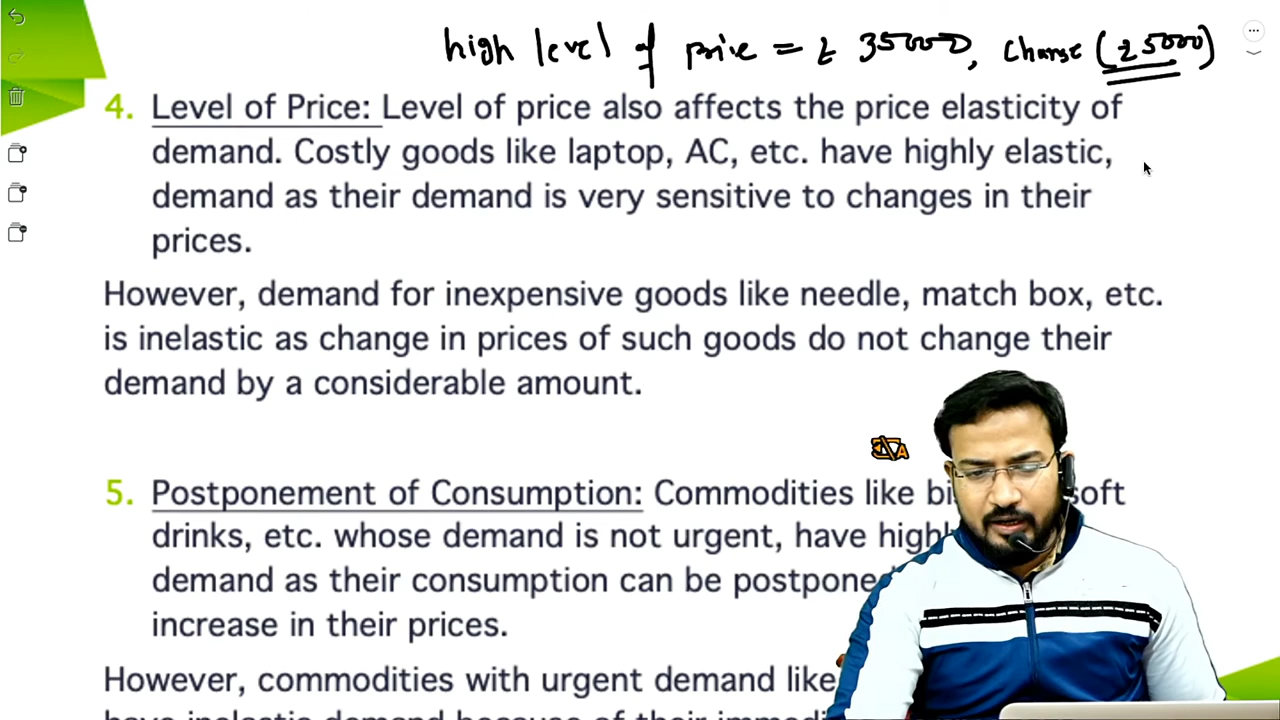 high level of price = ₹ 35000, change (₹5000)
4. Level of Price: Level of price also affects the price elasticity of
demand. Costly goods like laptop, AC, etc. have highly elastic,
demand as their demand is very sensitive to changes in their
prices.
However, demand for inexpensive goods like needle, match box, etc.
is inelastic as change in prices of such goods do not change their
demand by a considerable amount.
5. Postponement of Consumption: Commodities like soft
drinks, etc. whose demand is not urgent, have
demand as their consumption can be
increase in their prices.
However, commodities with urgent demand like